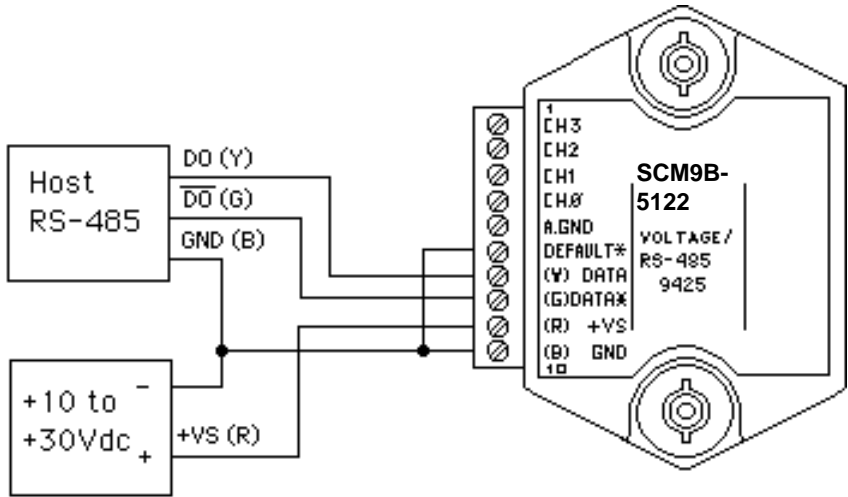 Host
RS-485
DO (Y)
DO (G)
GND (B)
+10 to
+30Vdc
-
+
+VS (R)
1
CH3
CH2
CH1
CH0
A.GND
DEFAULT*
(Y) DATA
(G)DATA*
(R) +VS
(B) GND
10
SCM9B-
5122
VOLTAGE/
RS-485
9425